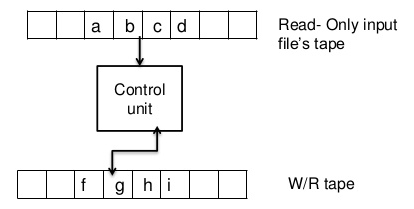 a b c d
Read- Only input
file's tape
Control
unit
f g h i
W/R tape